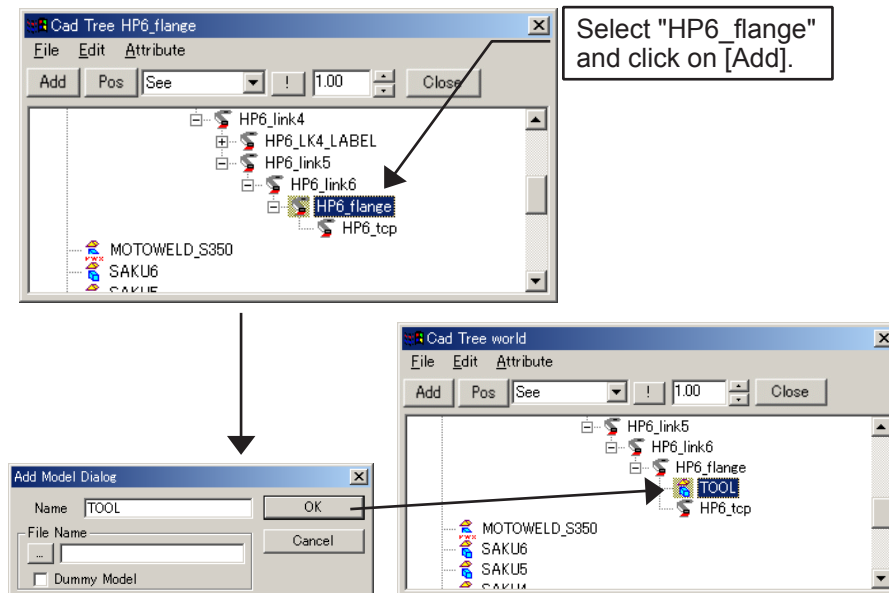 Cad Tree HP6_flange
File Edit Attribute
Add Pos See ! 1.00 Close
HP6_link4
HP6_LK4_LABEL
HP6_link5
HP6_link6
HP6_flange
HP6_tcp
MOTOWELD_S350
SAKU6
SAKU5
Select "HP6_flange"
and click on [Add].
Add Model Dialog
Name TOOL OK
File Name
... Cancel
Dummy Model
Cad Tree world
File Edit Attribute
Add Pos See ! 1.00 Close
HP6_link5
HP6_link6
HP6_flange
TOOL
HP6_tcp
MOTOWELD_S350
SAKU6
SAKU5
SAKU4